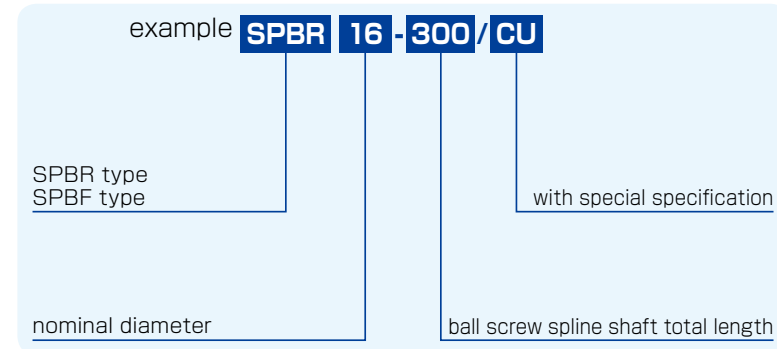 example SPBR 16 - 300 / CU
SPBR type
SPBF type
with special specification
nominal diameter
ball screw spline shaft total length